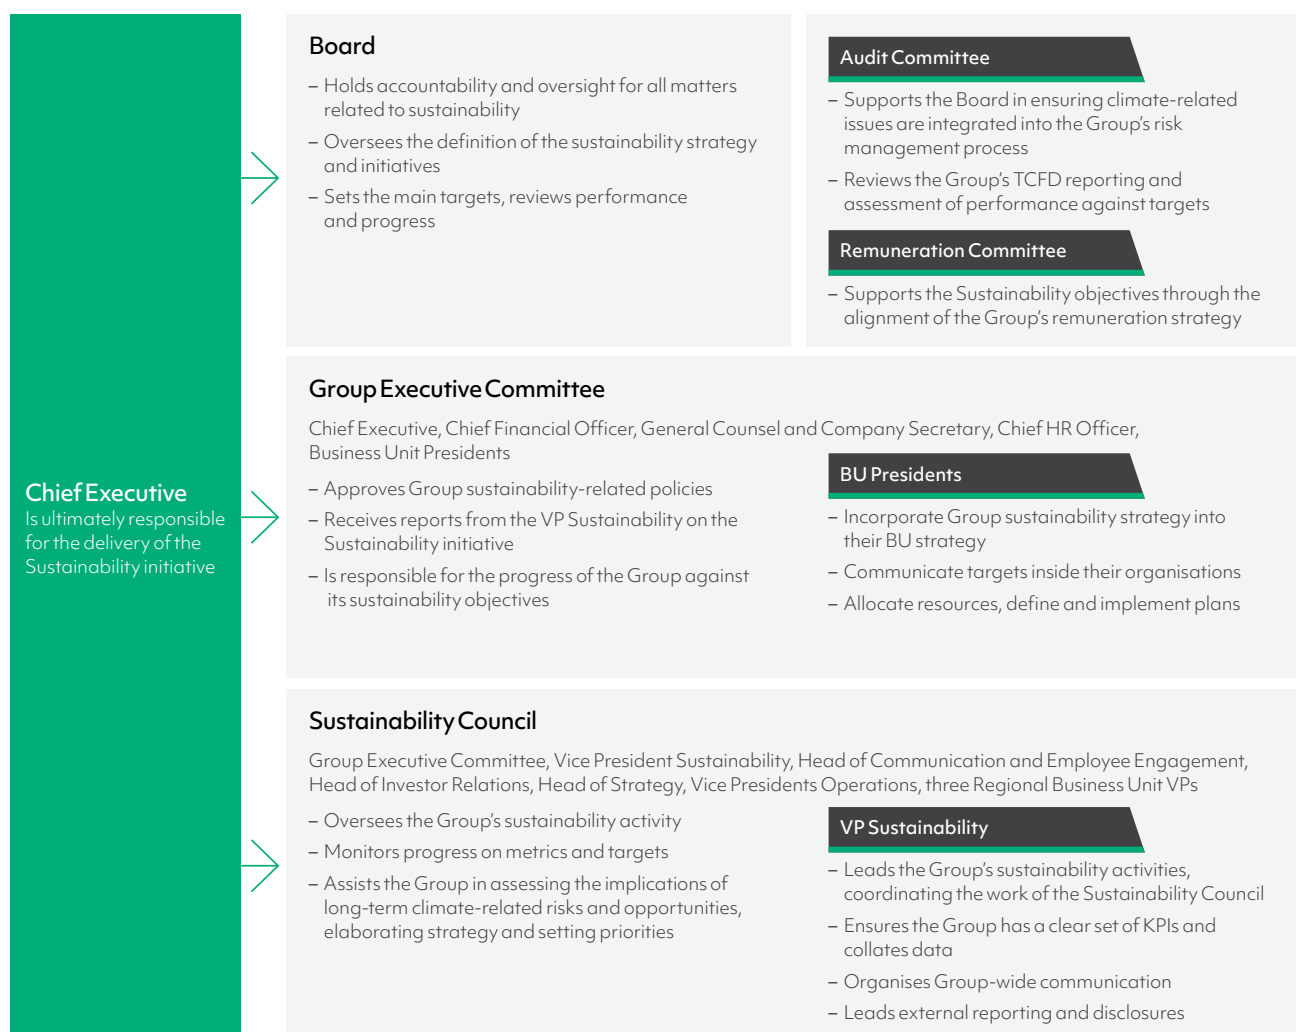 Chief Executive
Is ultimately responsible
for the delivery of the
Sustainability initiative
Board
– Holds accountability and oversight for all matters
related to sustainability
– Oversees the definition of the sustainability strategy
and initiatives
– Sets the main targets, reviews performance
and progress
Audit Committee
– Supports the Board in ensuring climate-related
issues are integrated into the Group’s risk
management process
– Reviews the Group’s TCFD reporting and
assessment of performance against targets
Remuneration Committee
– Supports the Sustainability objectives through the
alignment of the Group’s remuneration strategy
Group Executive Committee
Chief Executive, Chief Financial Officer, General Counsel and Company Secretary, Chief HR Officer,
Business Unit Presidents
– Approves Group sustainability-related policies
– Receives reports from the VP Sustainability on the
Sustainability initiative
– Is responsible for the progress of the Group against
its sustainability objectives
BU Presidents
– Incorporate Group sustainability strategy into
their BU strategy
– Communicate targets inside their organisations
– Allocate resources, define and implement plans
Sustainability Council
Group Executive Committee, Vice President Sustainability, Head of Communication and Employee Engagement,
Head of Investor Relations, Head of Strategy, Vice Presidents Operations, three Regional Business Unit VPs
– Oversees the Group’s sustainability activity
– Monitors progress on metrics and targets
– Assists the Group in assessing the implications of
long-term climate-related risks and opportunities,
elaborating strategy and setting priorities
VP Sustainability
– Leads the Group’s sustainability activities,
coordinating the work of the Sustainability Council
– Ensures the Group has a clear set of KPIs and
collates data
– Organises Group-wide communication
– Leads external reporting and disclosures